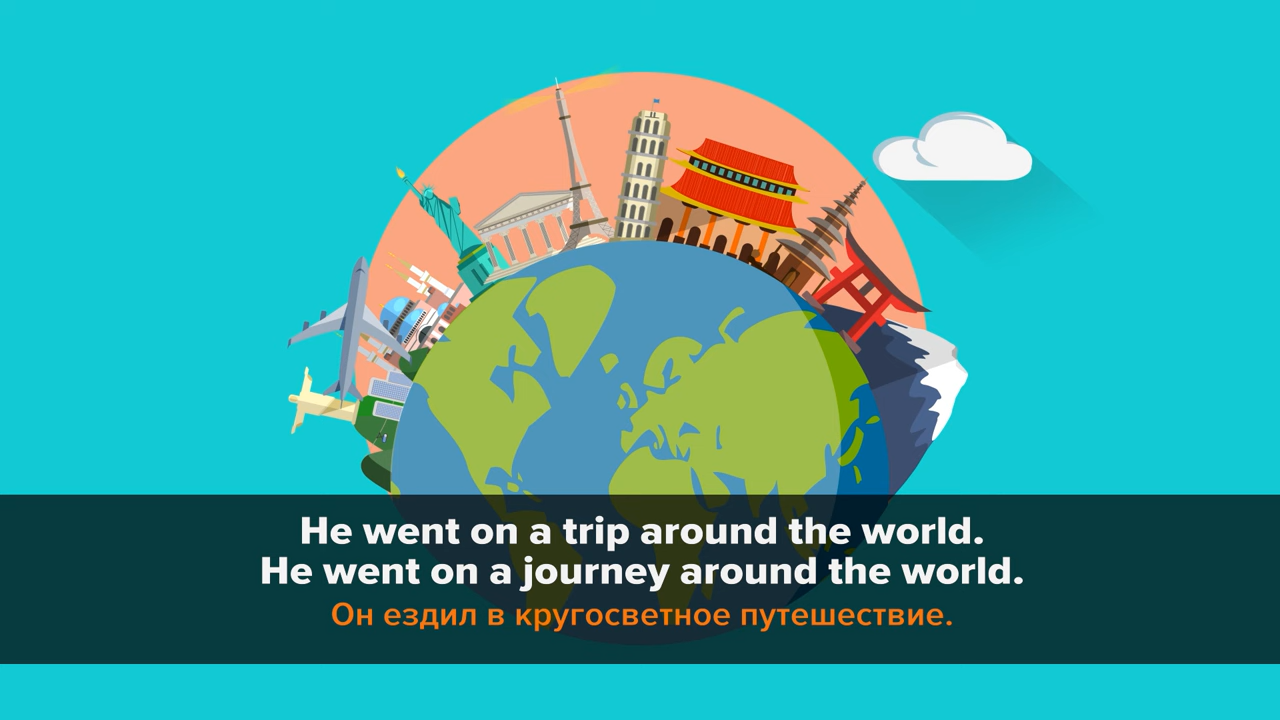 He went on a trip around the world.
He went on a journey around the world.
Он ездил в кругосветное путешествие.